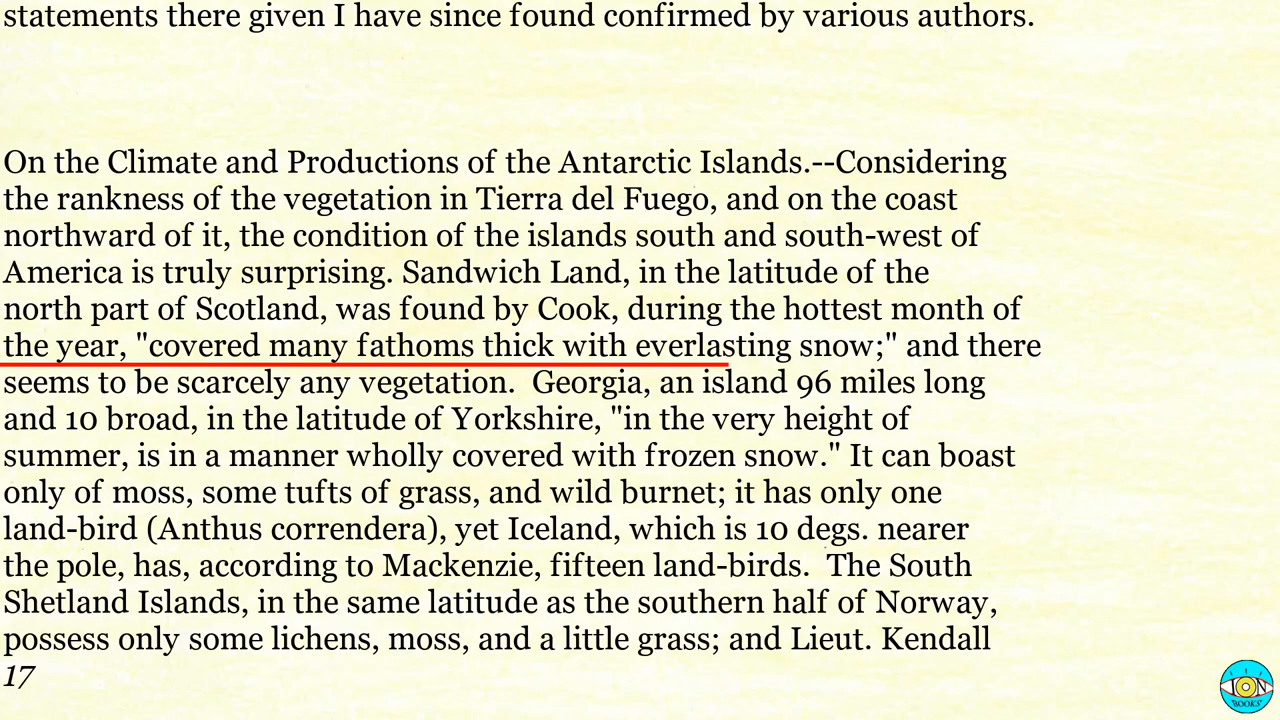 statements there given I have since found confirmed by various authors.
On the Climate and Productions of the Antarctic Islands.--Considering
the rankness of the vegetation in Tierra del Fuego, and on the coast
northward of it, the condition of the islands south and south-west of
America is truly surprising. Sandwich Land, in the latitude of the
north part of Scotland, was found by Cook, during the hottest month of
the year, "covered many fathoms thick with everlasting snow;" and there
seems to be scarcely any vegetation.  Georgia, an island 96 miles long
and 10 broad, in the latitude of Yorkshire, "in the very height of
summer, is in a manner wholly covered with frozen snow." It can boast
only of moss, some tufts of grass, and wild burnet; it has only one
land-bird (Anthus correndera), yet Iceland, which is 10 degs. nearer
the pole, has, according to Mackenzie, fifteen land-birds.  The South
Shetland Islands, in the same latitude as the southern half of Norway,
possess only some lichens, moss, and a little grass; and Lieut. Kendall
17
ION
BOOKS